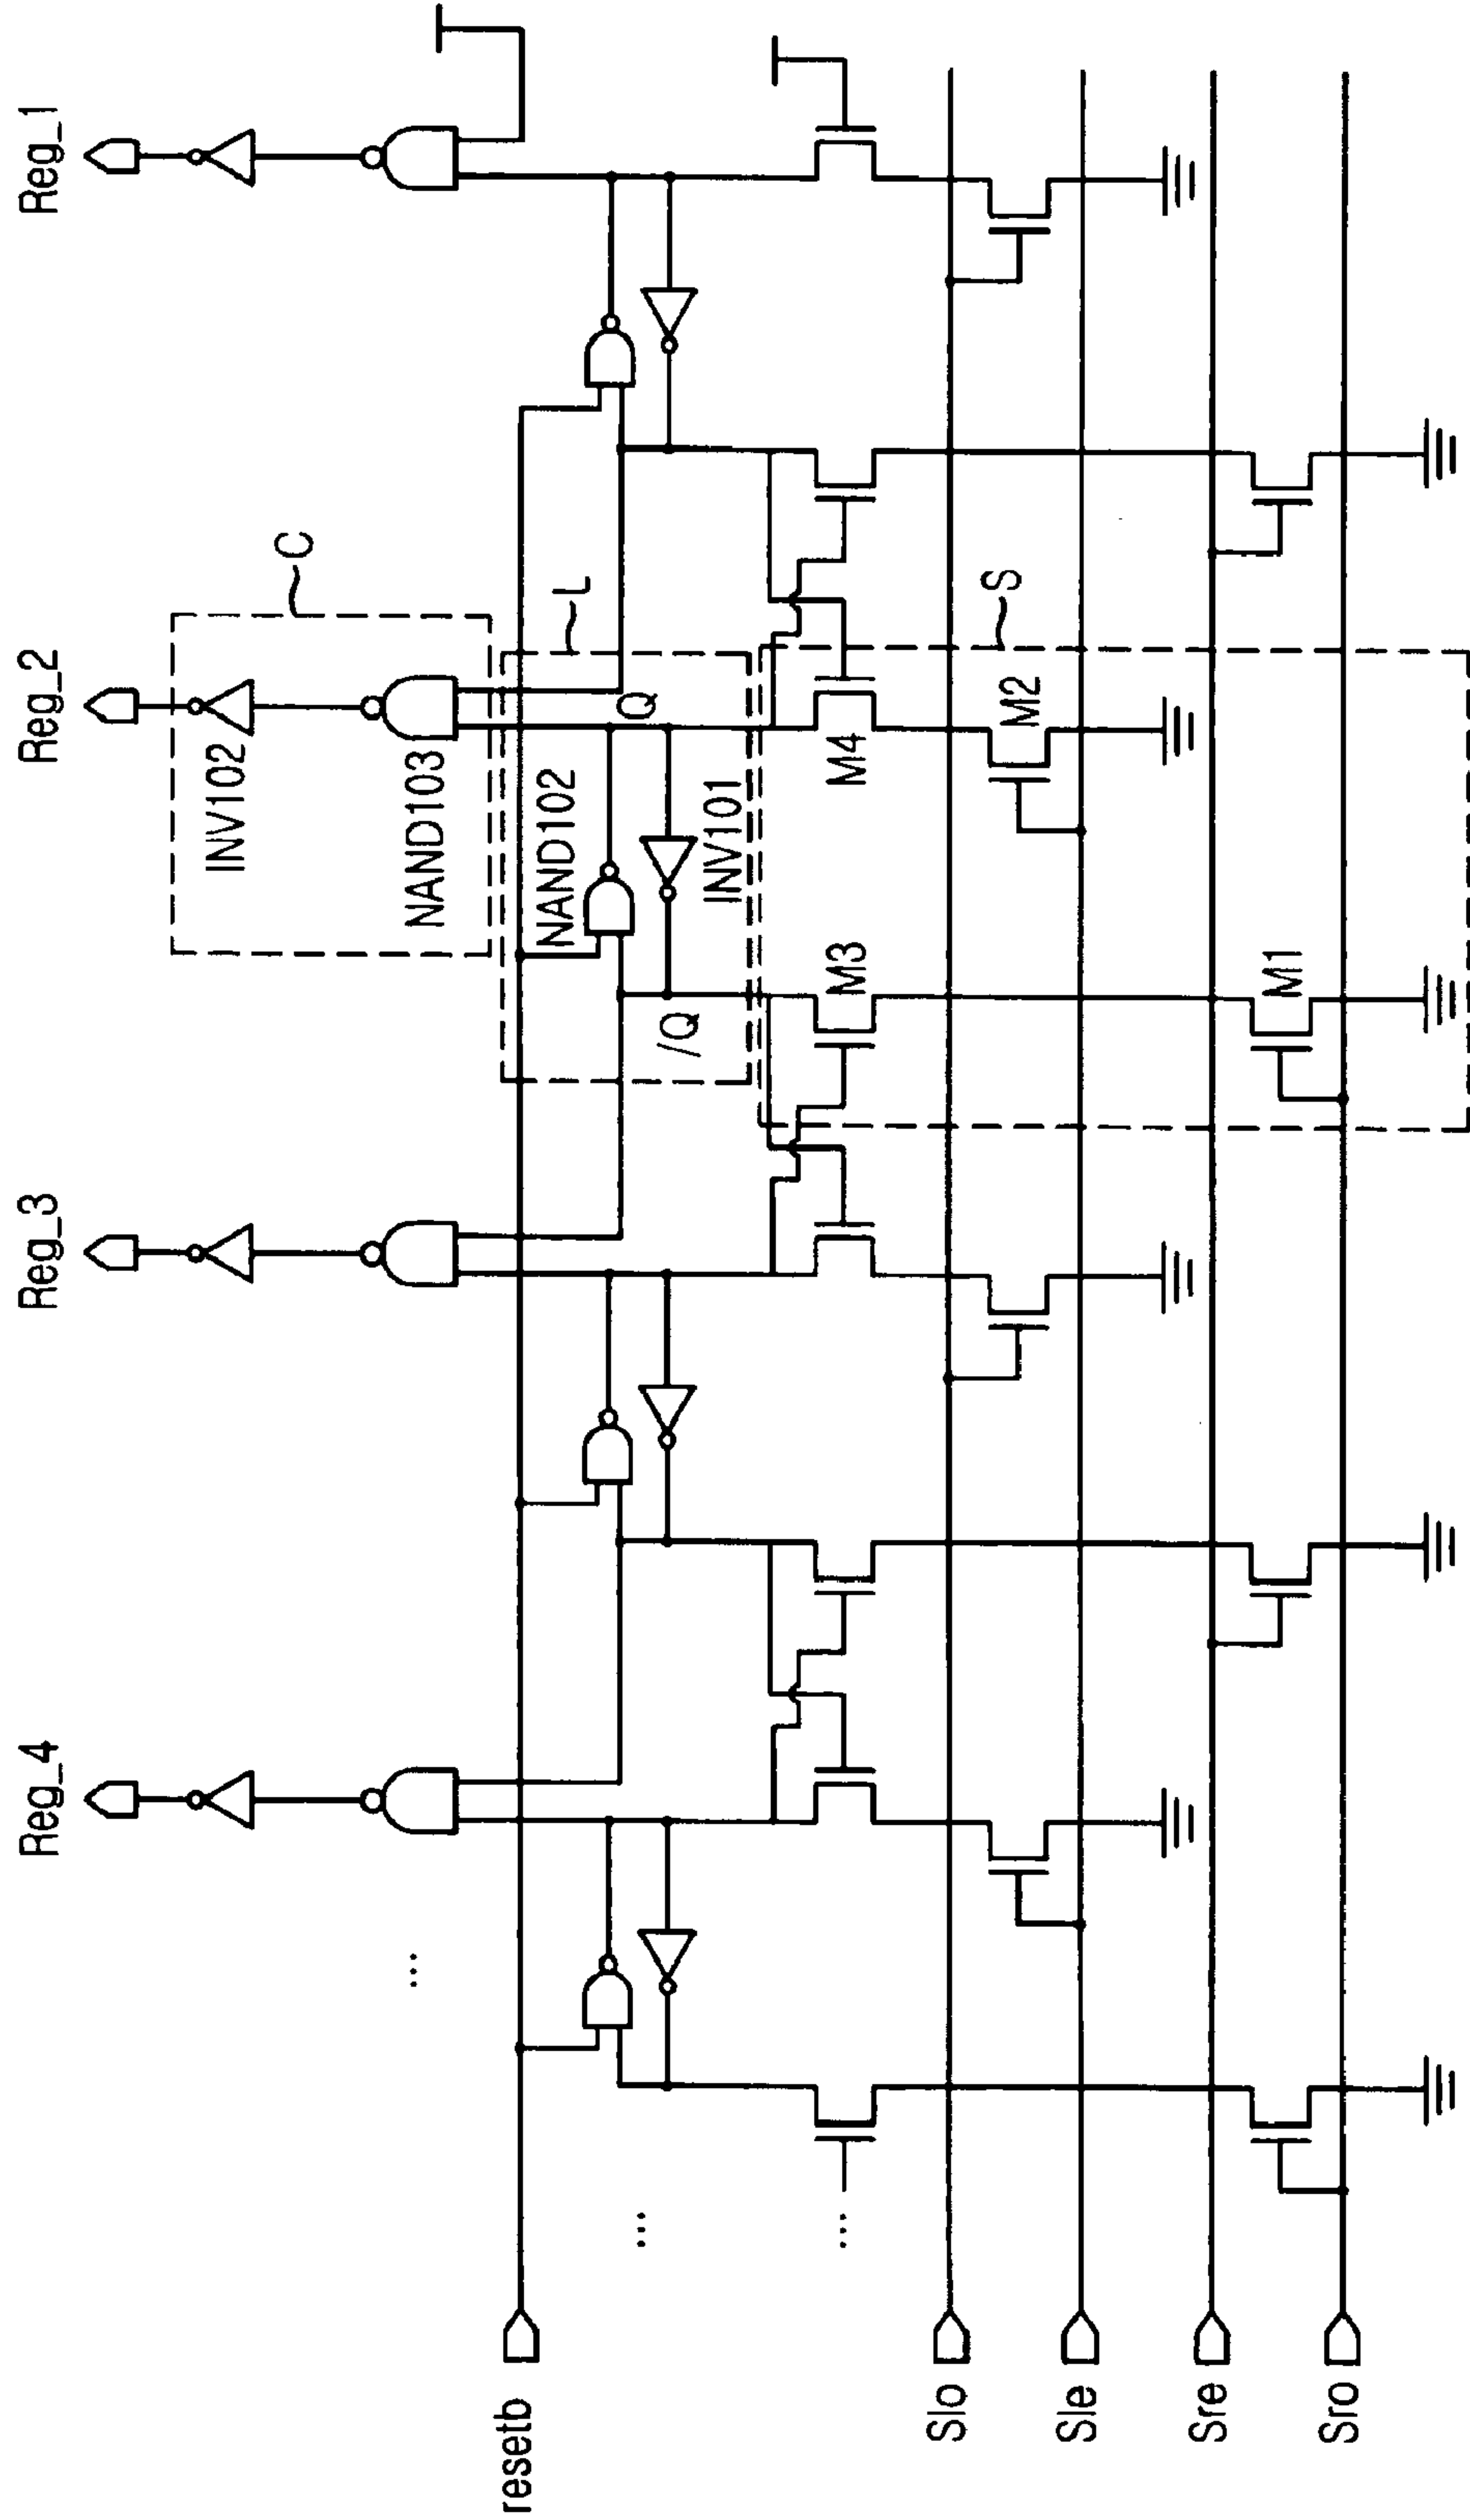 Reg_4
Reg_3
Reg_2
Reg_1
INV102
C
NAND103
...
resetb
NAND102
L
Q
/Q
INV101
...
M3
M4
...
Slo
S
M2
Sle
Sre
M1
Sro